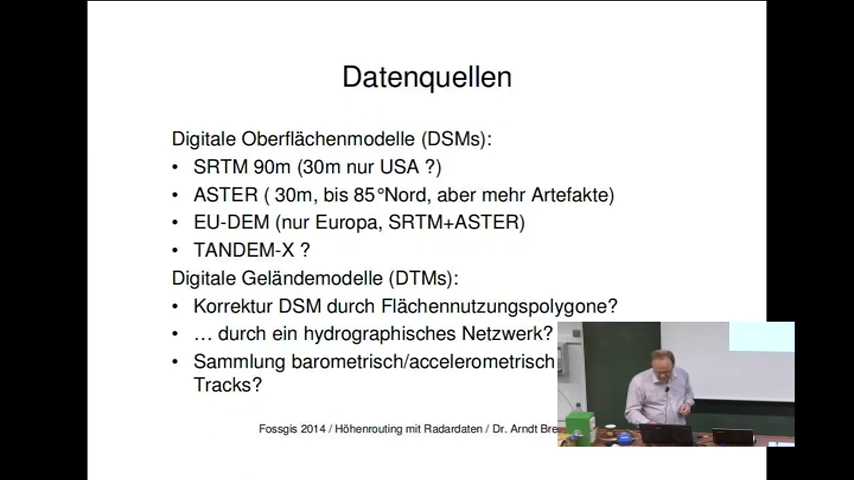 Datenquellen
Digitale Oberflächenmodelle (DSMs):
• SRTM 90m (30m nur USA ?)
• ASTER ( 30m, bis 85°Nord, aber mehr Artefakte)
• EU-DEM (nur Europa, SRTM+ASTER)
• TANDEM-X ?
Digitale Geländemodelle (DTMs):
• Korrektur DSM durch Flächennutzungspolygone?
• … durch ein hydrographisches Netzwerk?
• Sammlung barometrisch/accelerometrisch
Tracks?
Fossgis 2014 / Höhenrouting mit Radardaten / Dr. Arndt Bre